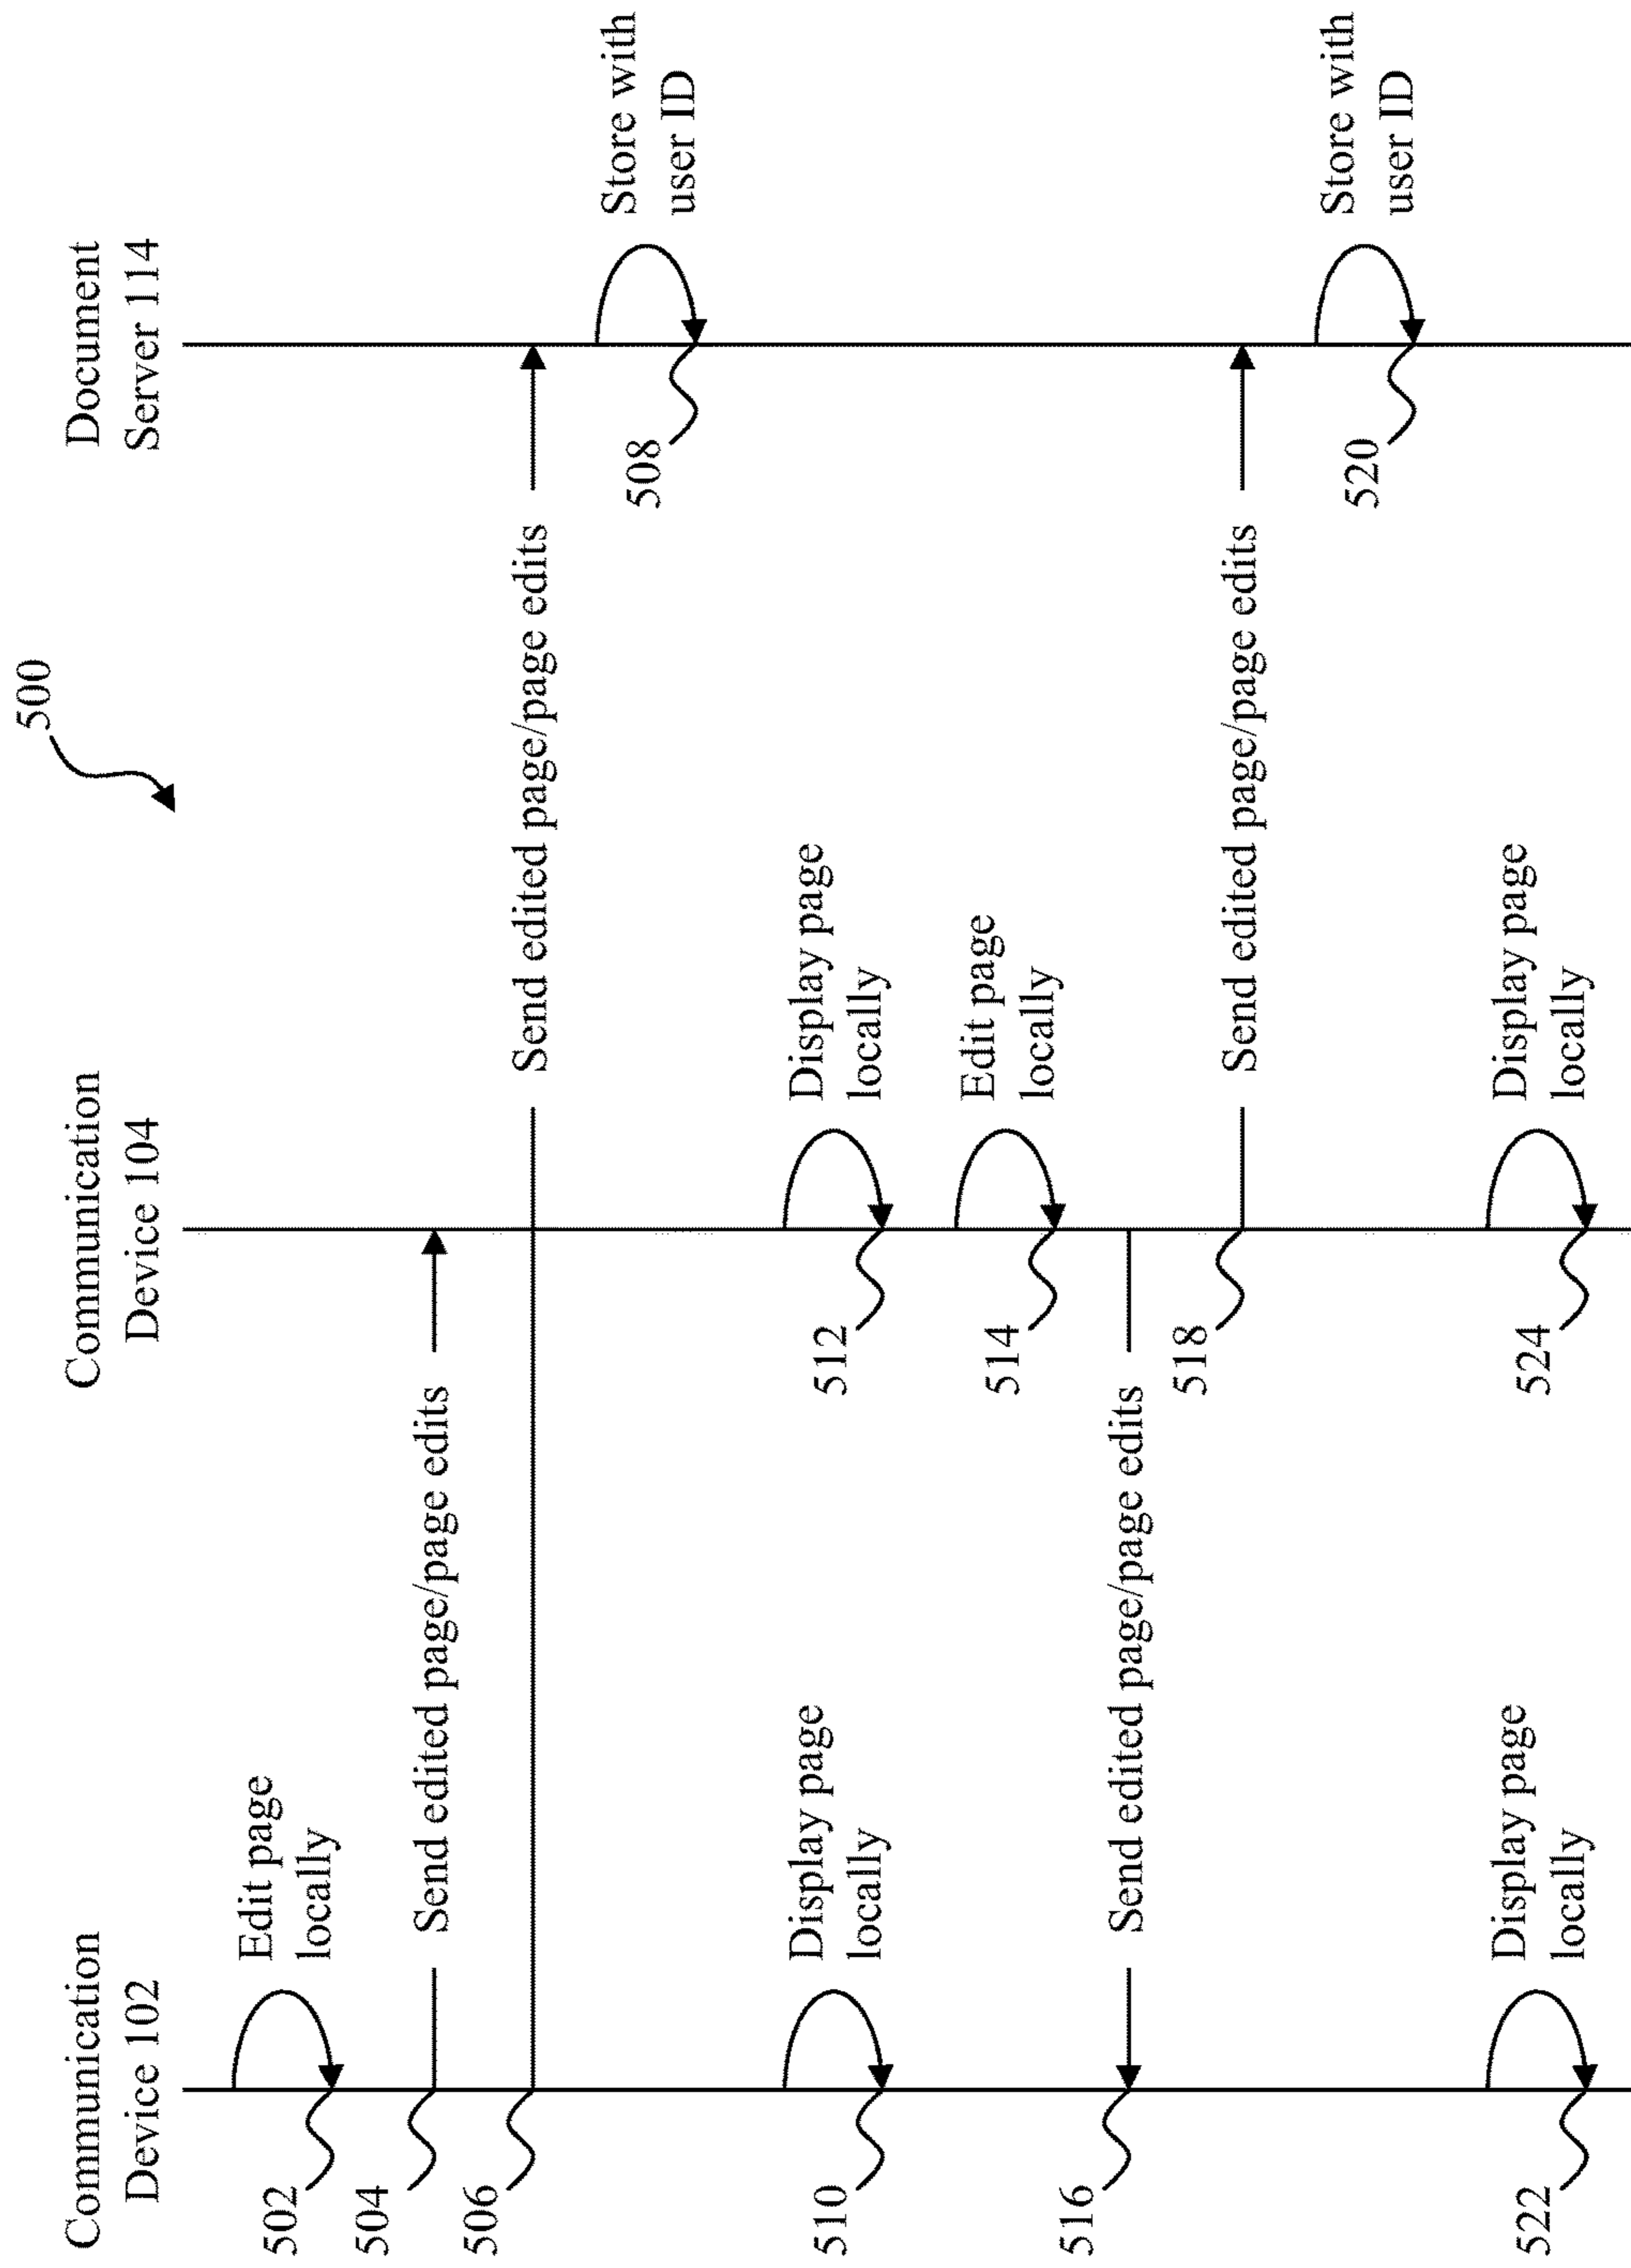 500
Communication
Device 102
Communication
Device 104
Document
Server 114
502
Edit page
locally
504
Send edited page/page edits
506
Send edited page/page edits
508
Store with
user ID
510
Display page
locally
512
Display page
locally
514
Edit page
locally
516
Send edited page/page edits
518
Send edited page/page edits
520
Store with
user ID
522
Display page
locally
524
Display page
locally